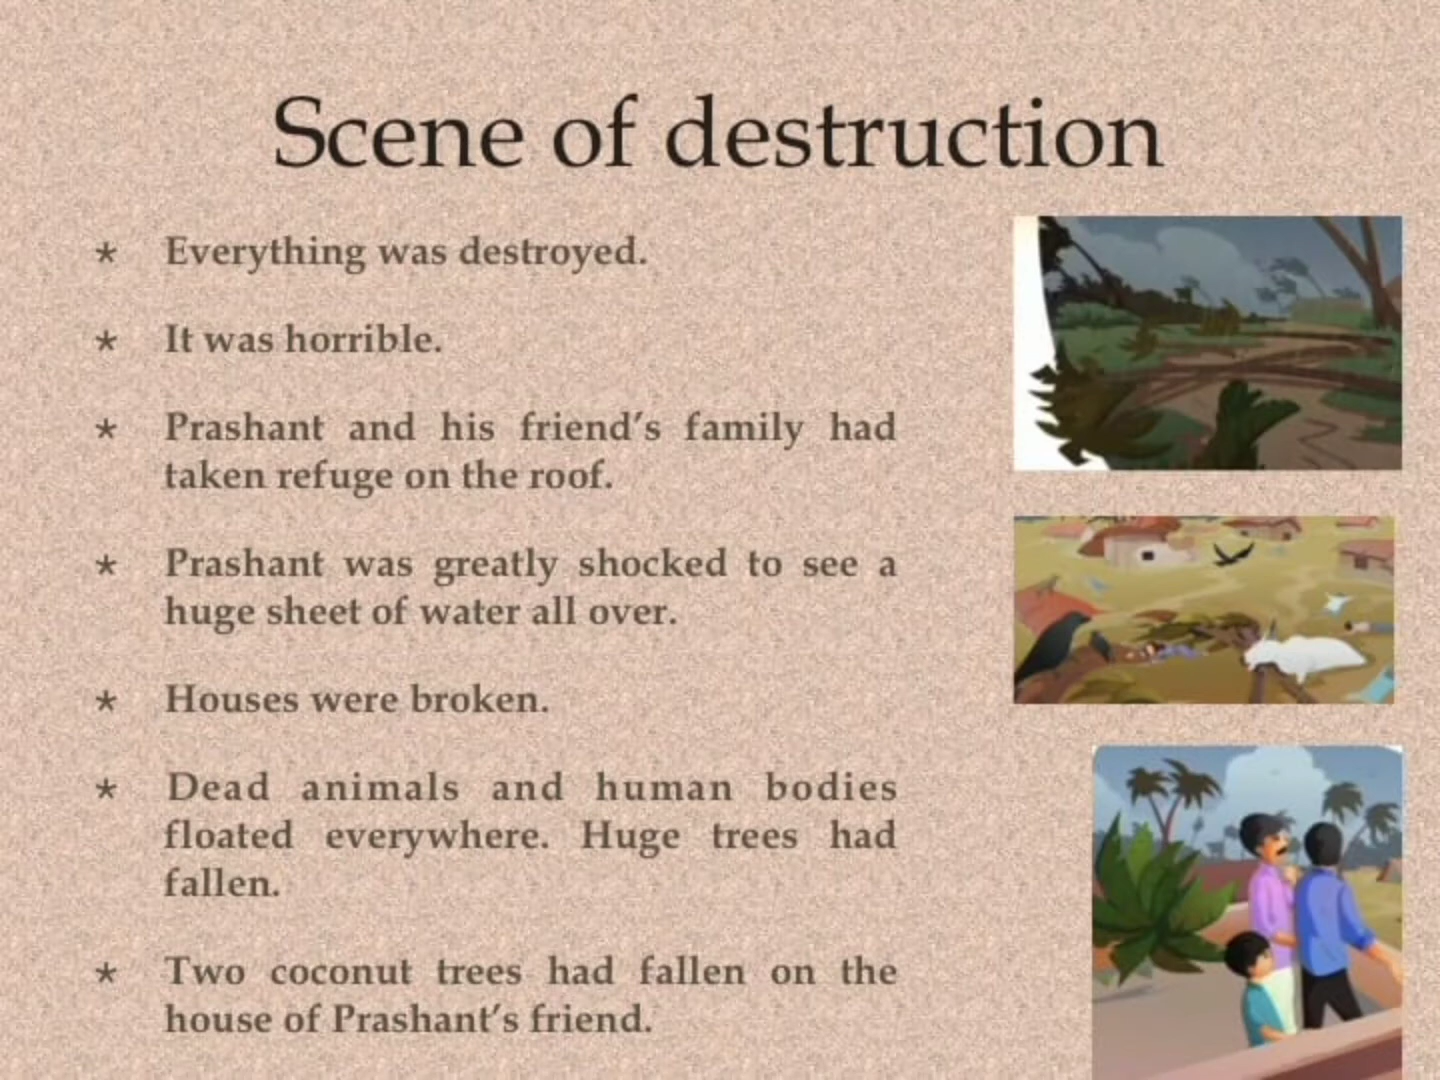 Scene of destruction
* Everything was destroyed.
* It was horrible.
* Prashant and his friend’s family had
taken refuge on the roof.
* Prashant was greatly shocked to see a
huge sheet of water all over.
* Houses were broken.
* Dead animals and human bodies
floated everywhere. Huge trees had
fallen.
* Two coconut trees had fallen on the
house of Prashant’s friend.